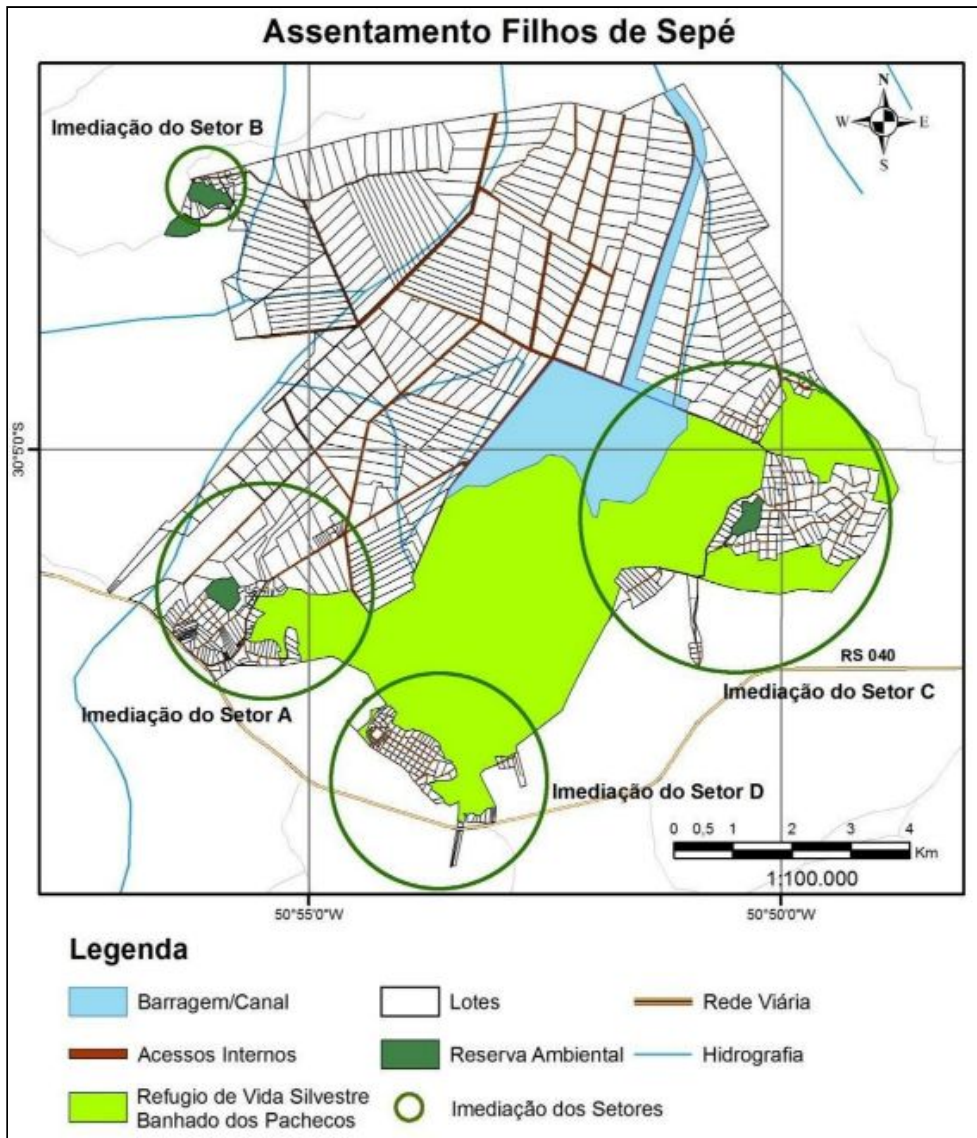 Assentamento Filhos de Sepé
Imediação do Setor B
N
W
E
S
30°5'0"S
RS 040
Imediação do Setor C
Imediação do Setor A
Imediação do Setor D
0 0,5 1 2 3 4
Km
1:100.000
50°55'0"W
50°50'0"W
Legenda
Barragem/Canal
Lotes
Rede Viária
Acessos Internos
Reserva Ambiental
Hidrografia
Refugio de Vida Silvestre
Banhado dos Pachecos
Imediação dos Setores